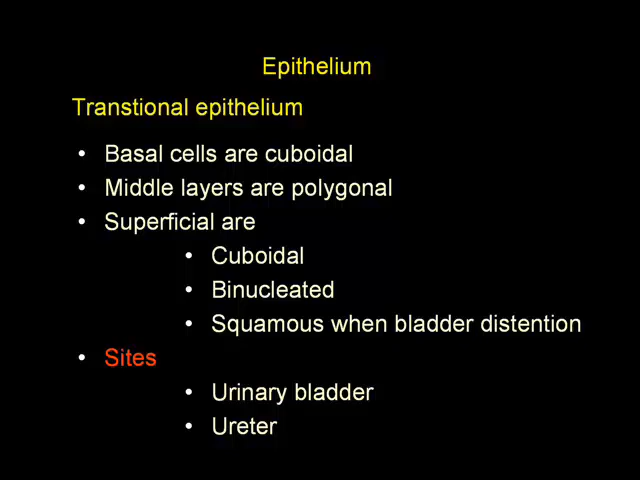 Epithelium
Transtional epithelium
• Basal cells are cuboidal
• Middle layers are polygonal
• Superficial are
• Cuboidal
• Binucleated
• Squamous when bladder distention
• Sites
• Urinary bladder
• Ureter